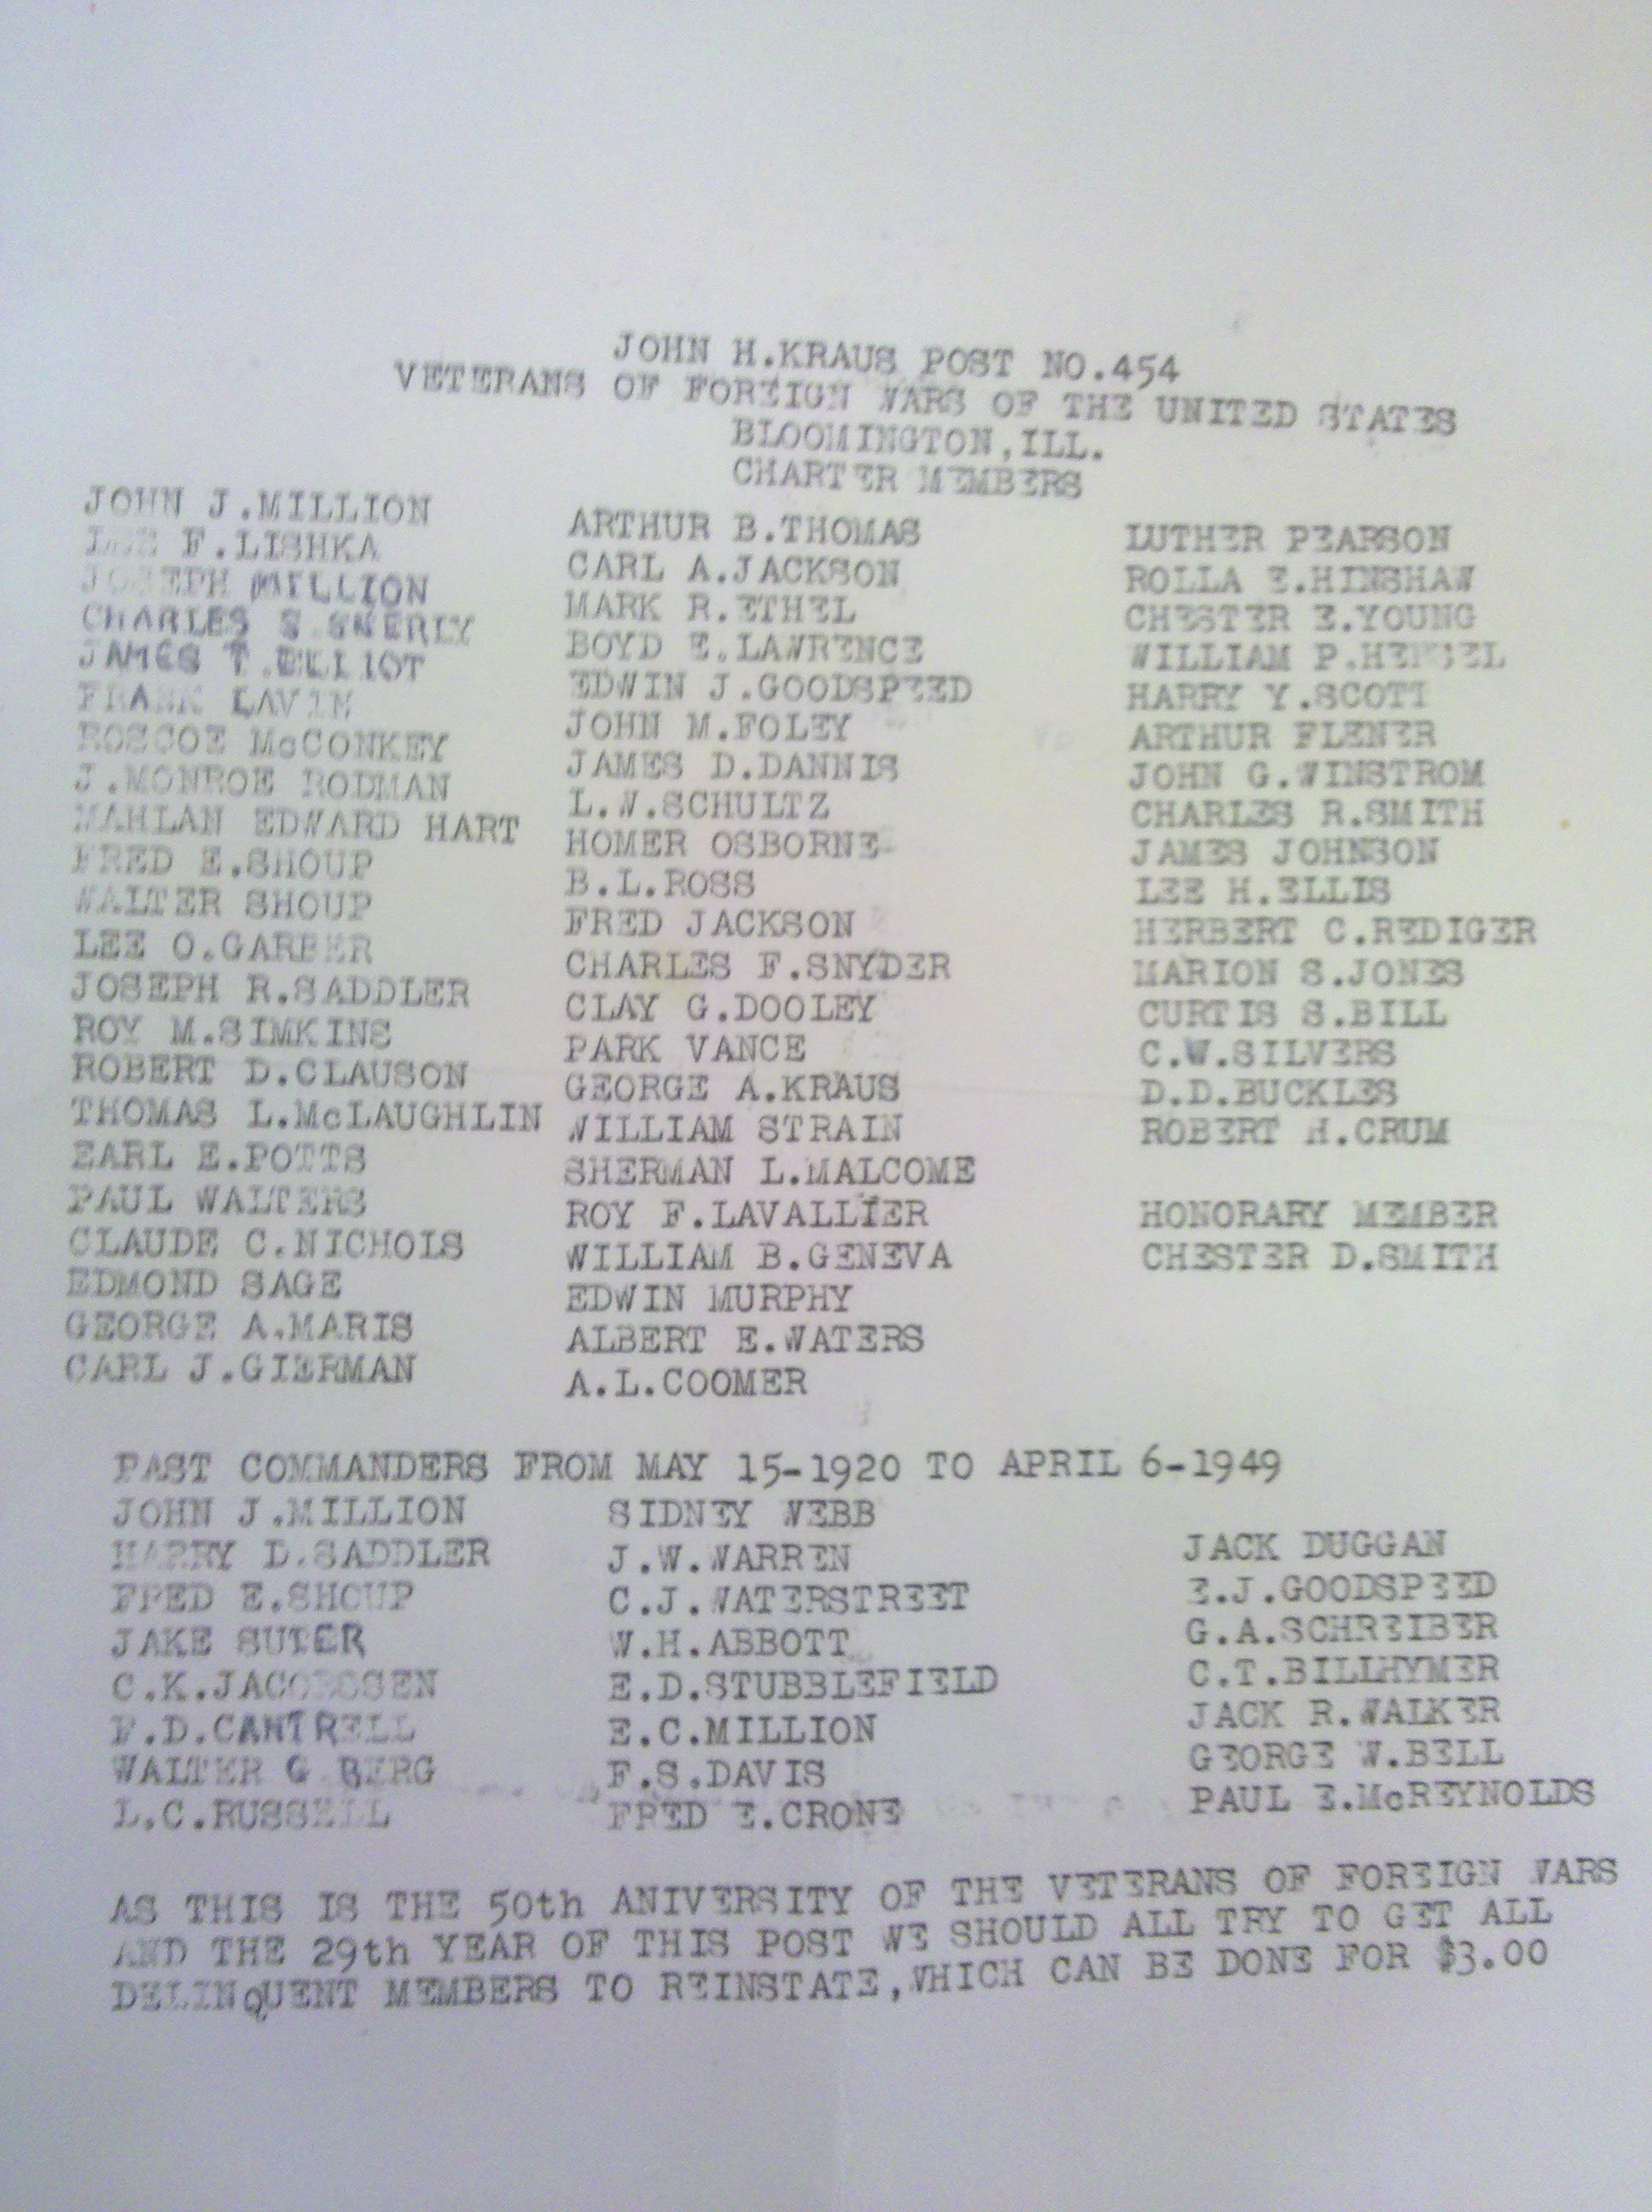 JOHN H.KRAUS POST NO.454
VETERANS OF FOREIGN WARS OF THE UNITED STATES
BLOOMINGTON,ILL.
CHARTER MEMBERS
JOHN J.MILLION
LEE F.LISHKA
JOSEPH MILLION
CHARLES S
JAMES T.ELLIOT
FRANK LAVIN
ROSCOE McCONKEY
J.MONROE RODMAN
MAHLAN EDWARD HART
FRED E.SHOUP
WALTER SHOUP
LEE O.GARBER
JOSEPH R.SADDLER
ROY M.SIMKINS
ROBERT D.CLAUSON
THOMAS L.McLAUGHLIN
EARL E.POTTS
PAUL WALTERS
CLAUDE C.NICHOLS
EDMOND SAGE
GEORGE A.MARIS
CARL J.GIERMAN
ARTHUR B.THOMAS
CARL A.JACKSON
MARK R.ETHEL
BOYD E.LAWRENCE
EDWIN J.GOODSPEED
JOHN M.FOLEY
JAMES D.DANNIS
L.W.SCHULTZ
HOMER OSBORNE
B.L.ROSS
FRED JACKSON
CHARLES F.SNYDER
CLAY G.DOOLEY
PARK VANCE
GEORGE A.KRAUS
WILLIAM STRAIN
SHERMAN L.MALCOME
ROY F.LAVALLIER
WILLIAM B.GENEVA
EDWIN MURPHY
ALBERT E.WATERS
A.L.COOMER
LUTHER PEARSON
ROLLA E.HINSHAW
CHESTER E.YOUNG
WILLIAM P.HENSEL
HARRY Y.SCOTT
ARTHUR FLENER
JOHN G.WINSTROM
CHARLES R.SMITH
JAMES JOHNSON
LEE H.ELLIS
HERBERT C.REDIGER
MARION S.JONES
CURTIS S.BILL
C.W.SILVERS
D.D.BUCKLES
ROBERT H.CRUM
HONORARY MEMBER
CHESTER D.SMITH
PAST COMMANDERS FROM MAY 15-1920 TO APRIL 6-1949
JOHN J.MILLION
HARRY D.SADDLER
FRED E.SHOUP
JAKE SUTER
C.K.JACOBOSEN
F.D.CANTRELL
WALTER G BERG
L.C.RUSSELL
SIDNEY WEBB
J.W.WARREN
C.J.WATERSTREET
W.H.ABBOTT
E.D.STUBBLEFIELD
E.C.MILLION
F.S.DAVIS
FRED E.CRONE
JACK DUGGAN
E.J.GOODSPEED
G.A.SCHREIBER
C.T.BILLHYMER
JACK R.WALKER
GEORGE W.BELL
PAUL E.McREYNOLDS
AS THIS IS THE 50th ANIVERSITY OF THE VETERANS OF FOREIGN WARS
AND THE 29th YEAR OF THIS POST WE SHOULD ALL TRY TO GET ALL
DELINQUENT MEMBERS TO REINSTATE,WHICH CAN BE DONE FOR $3.00